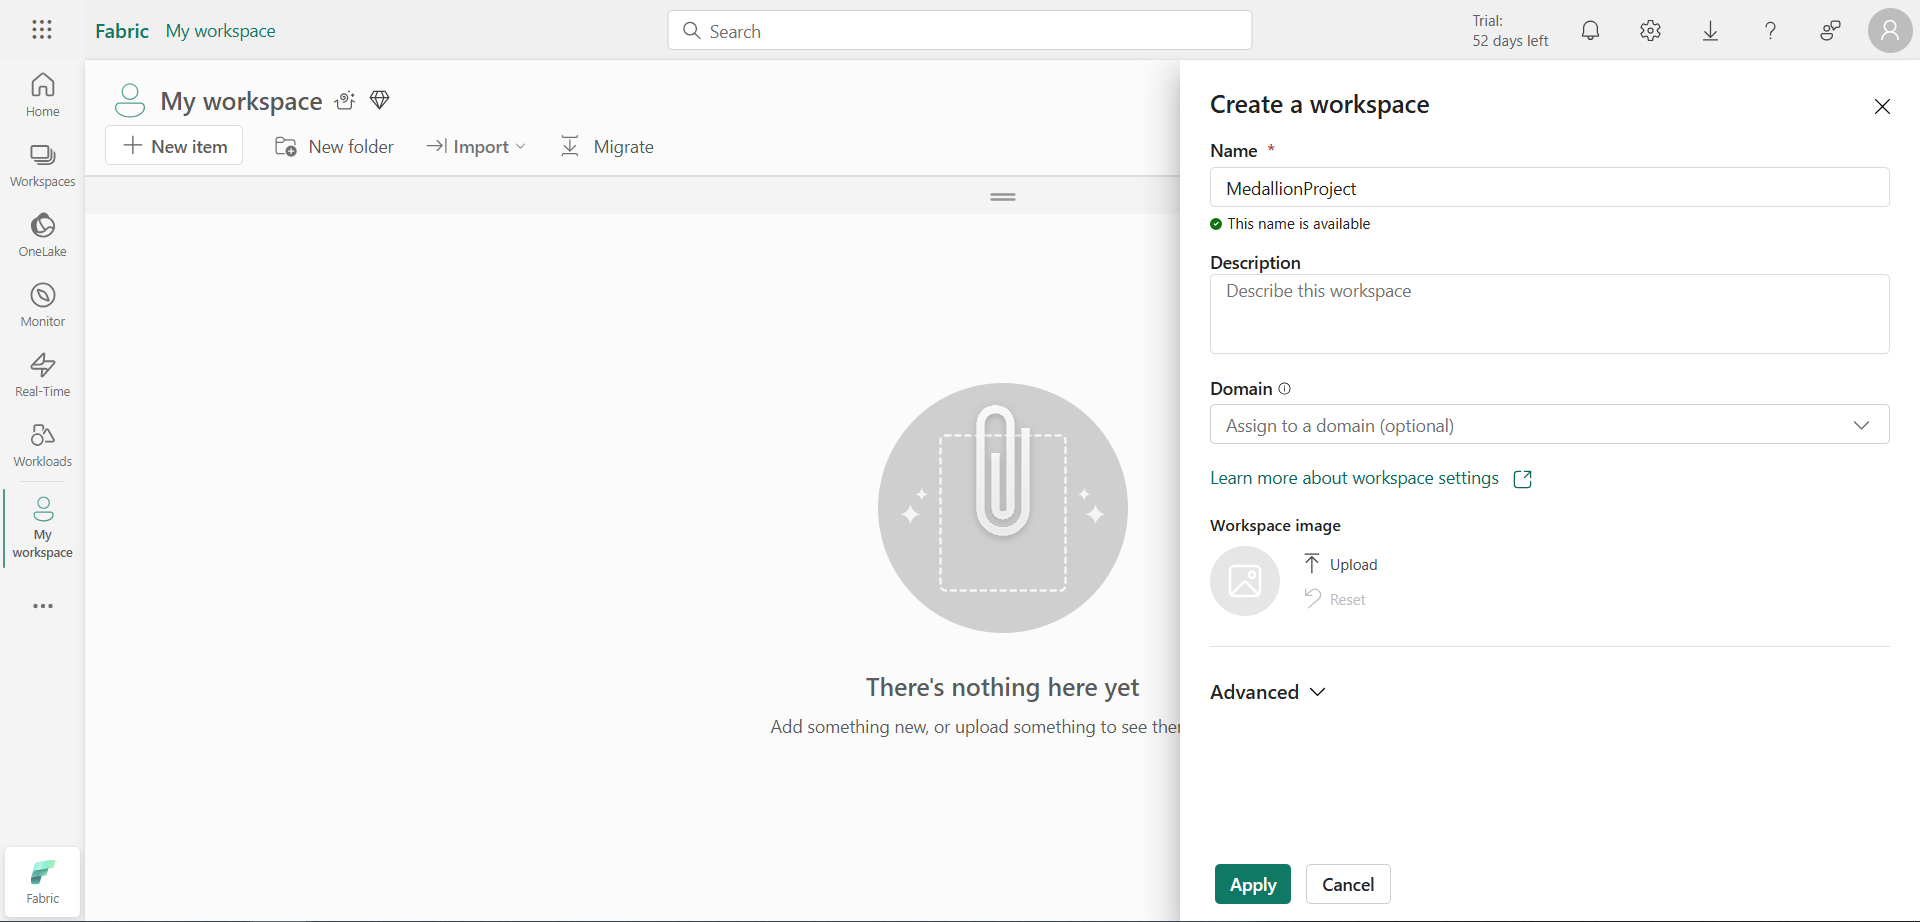 Fabric My workspace
Search
Trial:
52 days left
Home
Workspaces
OneLake
Monitor
Real-Time
Workloads
My
workspace
Fabric
My workspace
New item
New folder
Import
Migrate
There's nothing here yet
Add something new, or upload something to see
Create a workspace
Name *
MedallionProject
This name is available
Description
Describe this workspace
Domain
Assign to a domain (optional)
Learn more about workspace settings
Workspace image
Upload
Reset
Advanced
Apply
Cancel